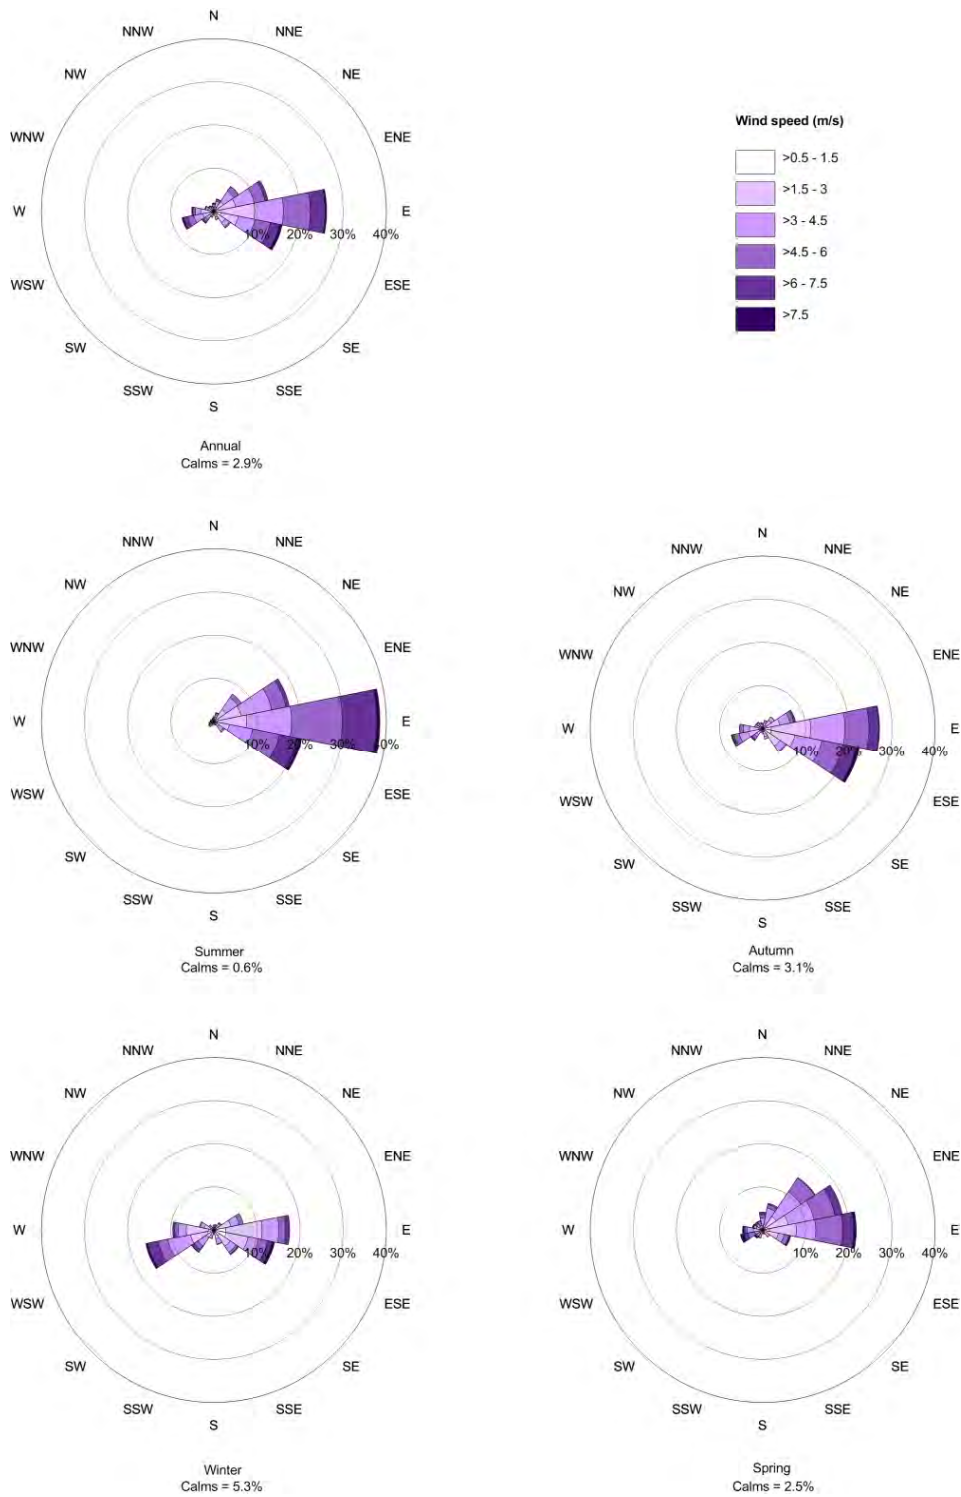 N
NNW NNE
NW NE
WNW ENE
W E
10% 20% 30% 40%
WSW ESE
SW SE
SSW SSE
S
Annual
Calms = 2.9%
Wind speed (m/s)
>0.5 - 1.5
>1.5 - 3
>3 - 4.5
>4.5 - 6
>6 - 7.5
>7.5
N
NNW NNE
NW NE
WNW ENE
W E
10% 20% 30% 40%
WSW ESE
SW SE
SSW SSE
S
Summer
Calms = 0.6%
N
NNW NNE
NW NE
WNW ENE
W E
10% 20% 30% 40%
WSW ESE
SW SE
SSW SSE
S
Autumn
Calms = 3.1%
N
NNW NNE
NW NE
WNW ENE
W E
10% 20% 30% 40%
WSW ESE
SW SE
SSW SSE
S
Winter
Calms = 5.3%
N
NNW NNE
NW NE
WNW ENE
W E
10% 20% 30% 40%
WSW ESE
SW SE
SSW SSE
S
Spring
Calms = 2.5%